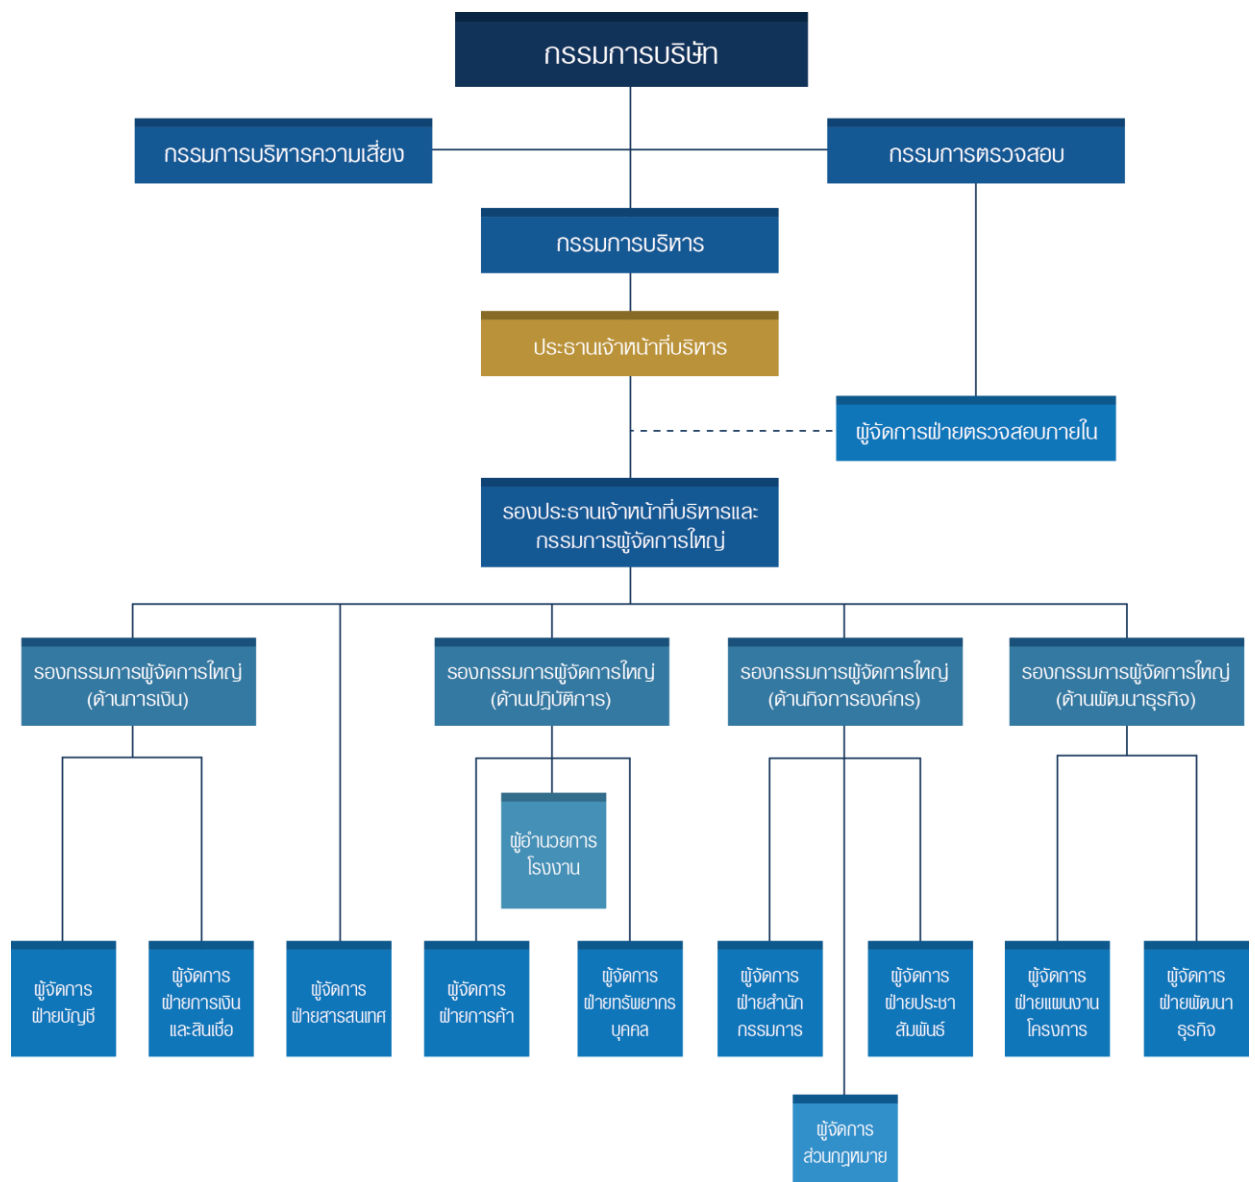 กรรมการบริษัท
กรรมการบริหารความเสี่ยง
กรรมการตรวจสอบ
กรรมการบริหาร
ประธานเจ้าหน้าที่บริหาร
ผู้จัดการฝ่ายตรวจสอบภายใน
รองประธานเจ้าหน้าที่บริหารและ
กรรมการผู้จัดการใหญ่
รองกรรมการผู้จัดการใหญ่
(ด้านการเงิน)
รองกรรมการผู้จัดการใหญ่
(ด้านปฏิบัติการ)
รองกรรมการผู้จัดการใหญ่
(ด้านกิจการองค์กร)
รองกรรมการผู้จัดการใหญ่
(ด้านพัฒนาธุรกิจ)
ผู้อำนวยการ
โรงงาน
ผู้จัดการ
ฝ่ายบัญชี
ผู้จัดการ
ฝ่ายการเงิน
และสินเชื่อ
ผู้จัดการ
ฝ่ายสารสนเทศ
ผู้จัดการ
ฝ่ายการค้า
ผู้จัดการ
ฝ่ายทรัพยากร
บุคคล
ผู้จัดการ
ฝ่ายสำนัก
กรรมการ
ผู้จัดการ
ฝ่ายประชา
สัมพันธ์
ผู้จัดการ
ฝ่ายแผนงาน
โครงการ
ผู้จัดการ
ฝ่ายพัฒนา
ธุรกิจ
ผู้จัดการ
ส่วนกฎหมาย